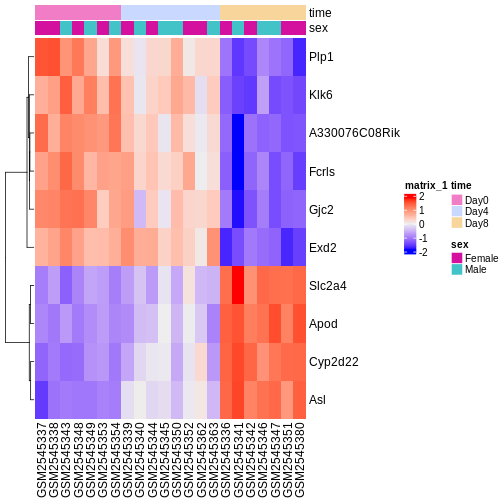 time
sex
Plp1
Klk6
A330076C08Rik
Fcrls
Gjc2
Exd2
Slc2a4
Apod
Cyp2d22
Asl
matrix_1
2
1
0
-1
-2
time
Day0
Day4
Day8
sex
Female
Male
GSM2545337
GSM2545338
GSM2545343
GSM2545348
GSM2545349
GSM2545353
GSM2545354
GSM2545339
GSM2545340
GSM2545344
GSM2545345
GSM2545350
GSM2545352
GSM2545362
GSM2545363
GSM2545336
GSM2545341
GSM2545342
GSM2545346
GSM2545347
GSM2545351
GSM2545380